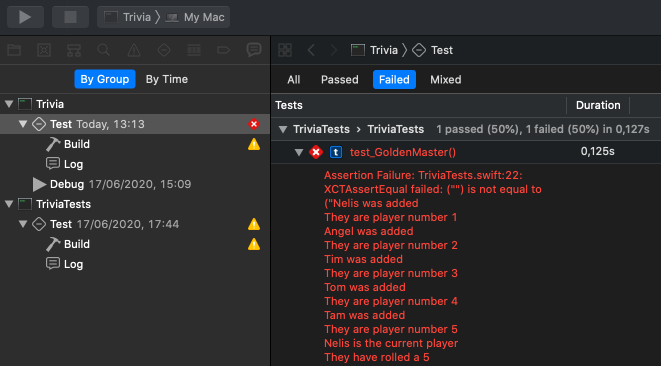 Trivia My Mac
Trivia Test
By Group By Time
All Passed Failed Mixed
Tests Duration
Trivia
Test Today, 13:13
Build
Log
Debug 17/06/2020, 15:09
TriviaTests
Test 17/06/2020, 17:44
Build
Log
TriviaTests › TriviaTests 1 passed (50%), 1 failed (50%) in 0,127s
t test_GoldenMaster() 0,125s
Assertion Failure: TriviaTests.swift:22:
XCTAssertEqual failed: ("") is not equal to
("Nelis was added
They are player number 1
Angel was added
They are player number 2
Tim was added
They are player number 3
Tom was added
They are player number 4
Tam was added
They are player number 5
Nelis is the current player
They have rolled a 5